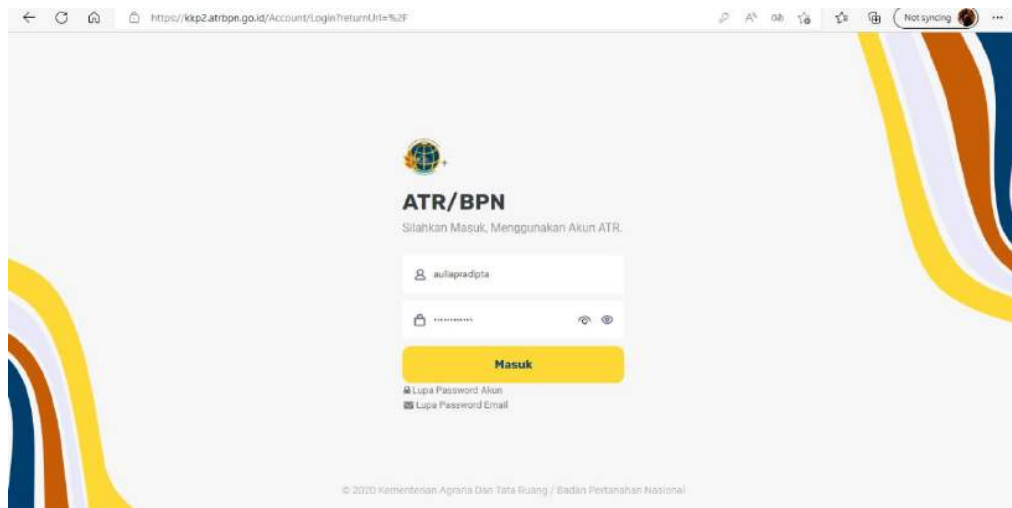 https://kkp2.atrbpn.go.id/Account/Login?returnUrl=%2F
Not syncing
ATR/BPN
Silahkan Masuk, Menggunakan Akun ATR.
auliapradipta
Masuk
Lupa Password Akun
Lupa Password Email
© 2020 Kementerian Agraria Dan Tata Ruang / Badan Pertanahan Nasional